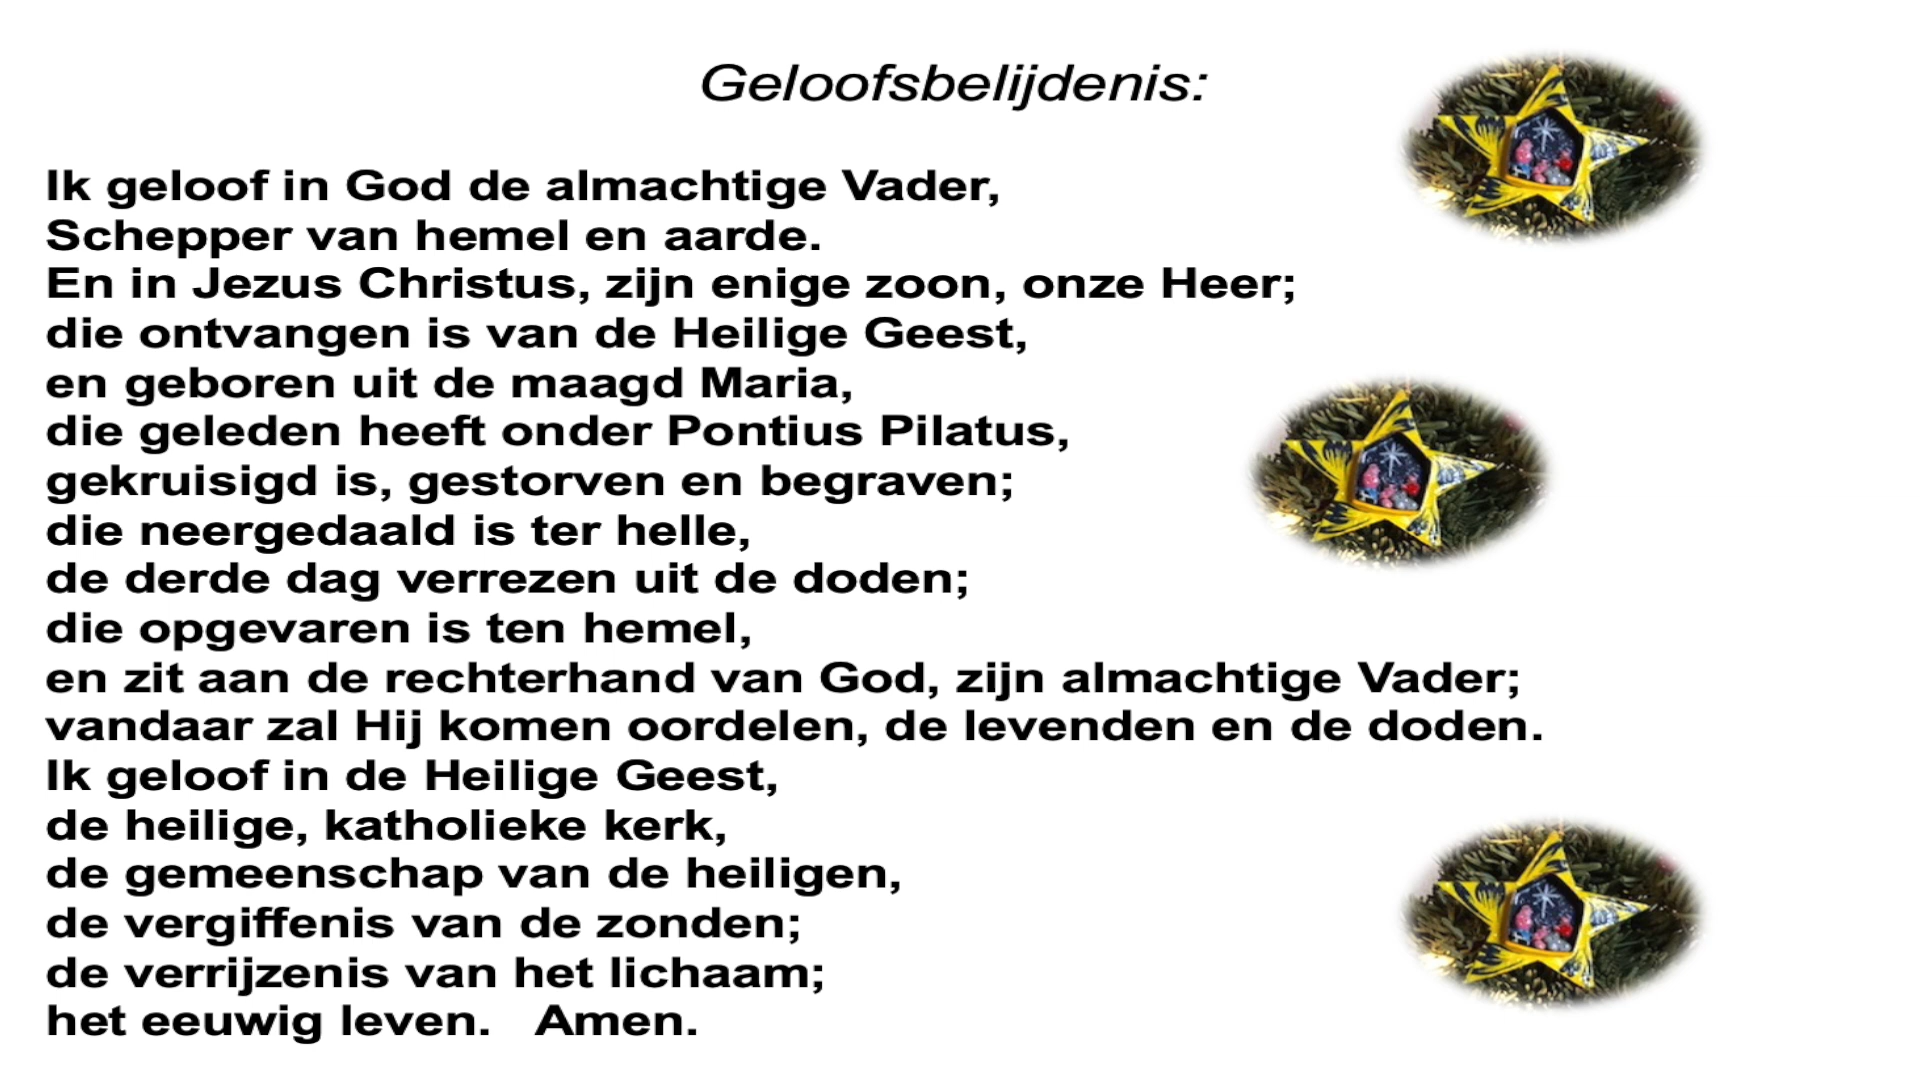 Geloofsbelijdenis:
Ik geloof in God de almachtige Vader,
Schepper van hemel en aarde.
En in Jezus Christus, zijn enige zoon, onze Heer;
die ontvangen is van de Heilige Geest,
en geboren uit de maagd Maria,
die geleden heeft onder Pontius Pilatus,
gekruisigd is, gestorven en begraven;
die neergedaald is ter helle,
de derde dag verrezen uit de doden;
die opgevaren is ten hemel,
en zit aan de rechterhand van God, zijn almachtige Vader;
vandaar zal Hij komen oordelen, de levenden en de doden.
Ik geloof in de Heilige Geest,
de heilige, katholieke kerk,
de gemeenschap van de heiligen,
de vergiffenis van de zonden;
de verrijzenis van het lichaam;
het eeuwig leven.   Amen.